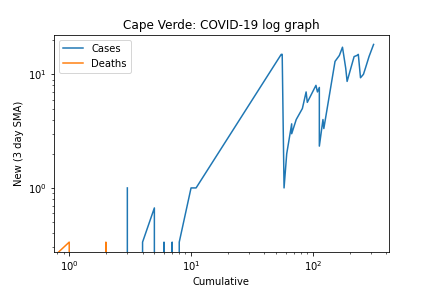 Cape Verde: COVID-19 log graph
Cases
Deaths
New (3 day SMA)
10¹
10⁰
10⁰
10¹
10²
Cumulative